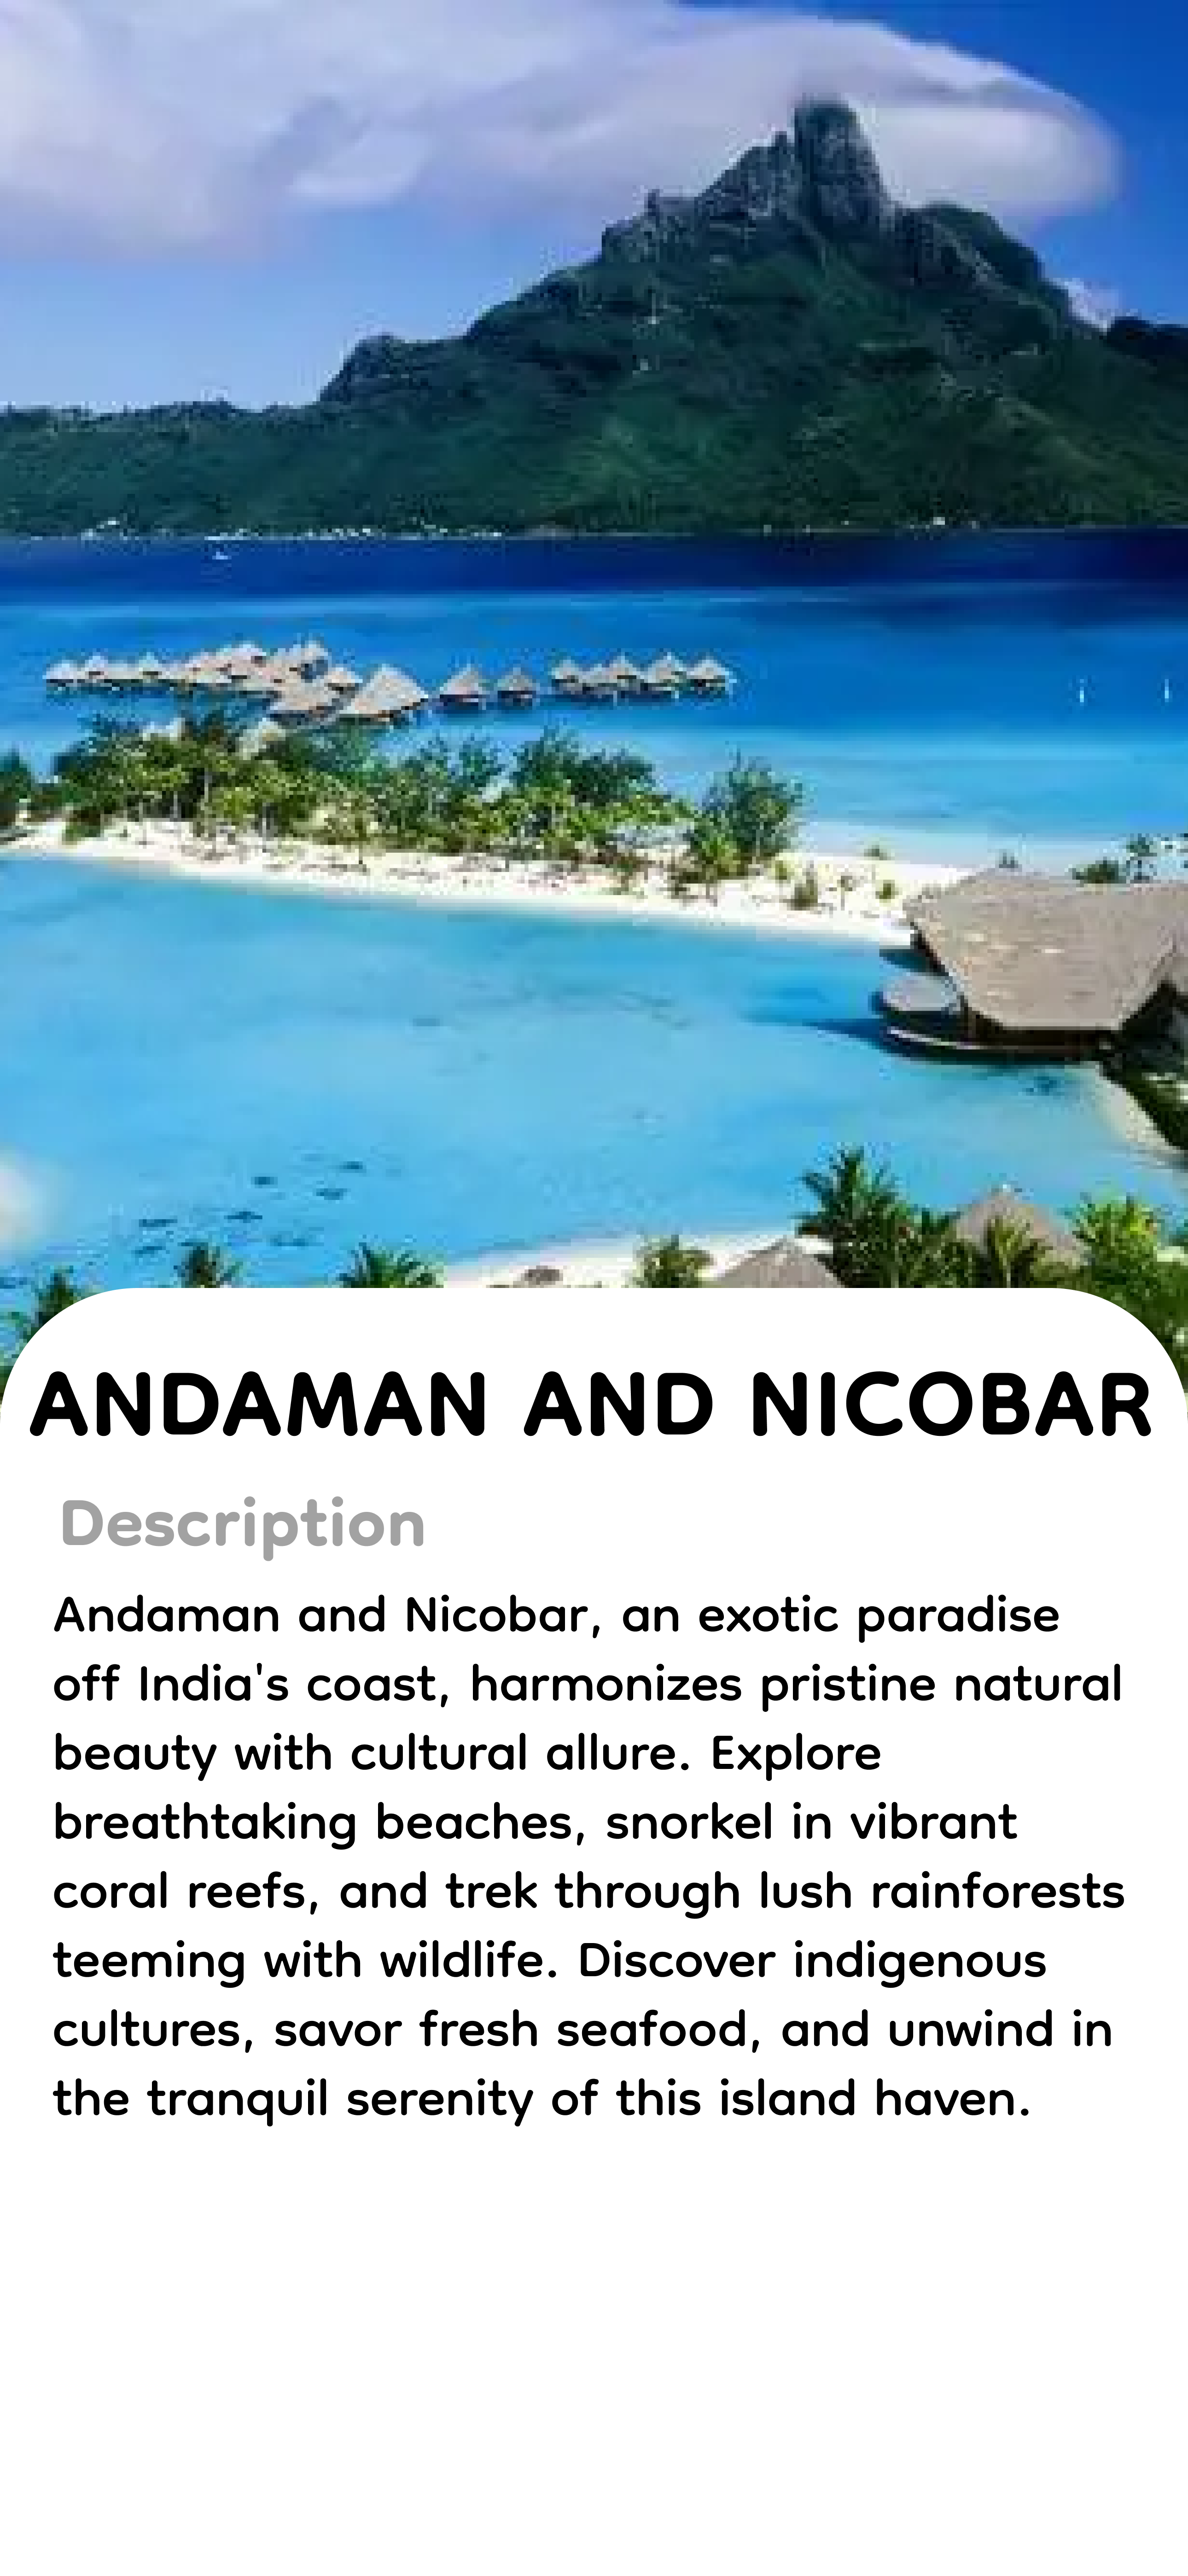 ANDAMAN AND NICOBAR
Description
Andaman and Nicobar, an exotic paradise
off India's coast, harmonizes pristine natural
beauty with cultural allure. Explore
breathtaking beaches, snorkel in vibrant
coral reefs, and trek through lush rainforests
teeming with wildlife. Discover indigenous
cultures, savor fresh seafood, and unwind in
the tranquil serenity of this island haven.